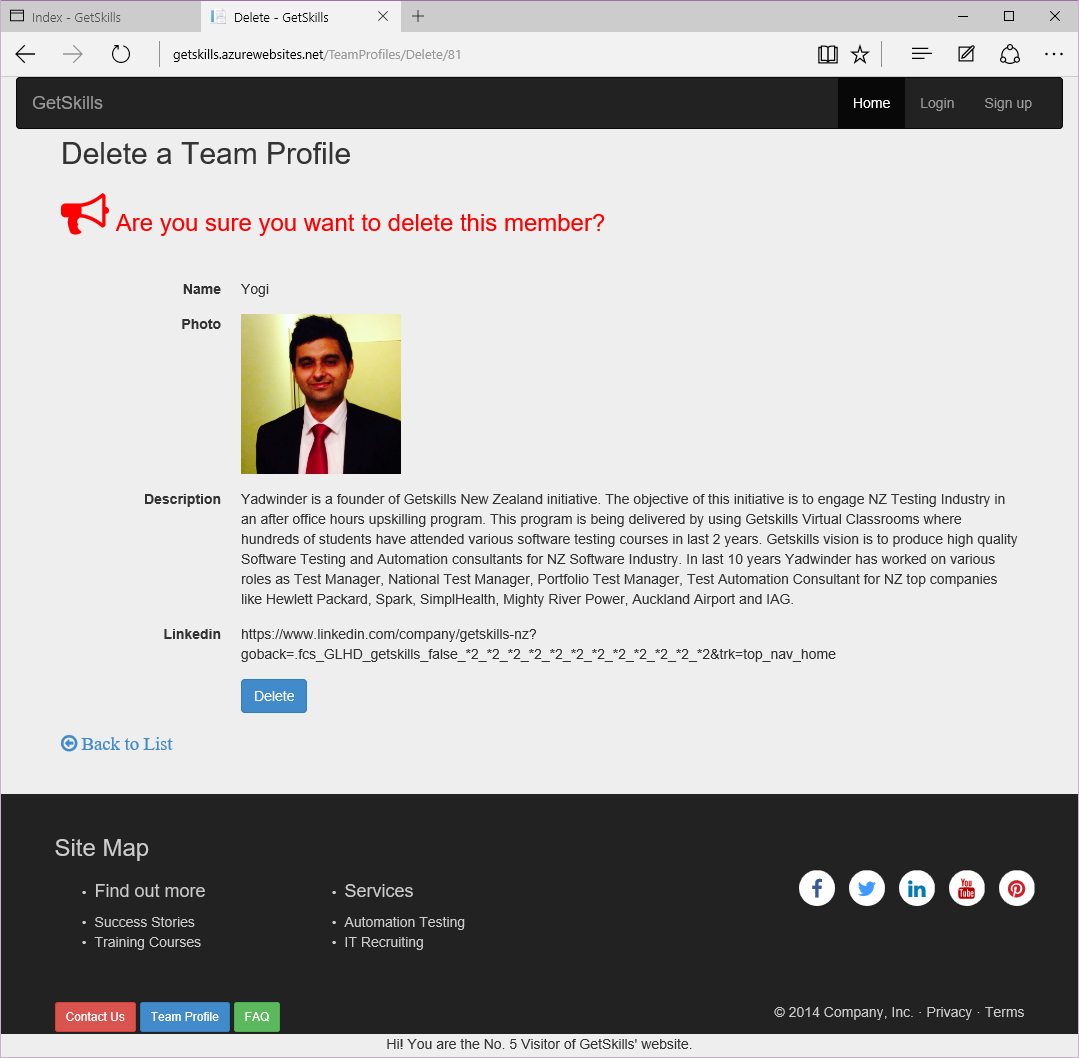 Index - GetSkills
Delete - GetSkills
getskills.azurewebsites.net/TeamProfiles/Delete/81
GetSkills
Home
Login
Sign up
Delete a Team Profile
Are you sure you want to delete this member?
Name
Yogi
Photo
Description
Yadwinder is a founder of Getskills New Zealand initiative. The objective of this initiative is to engage NZ Testing Industry in
an after office hours upskilling program. This program is being delivered by using Getskills Virtual Classrooms where
hundreds of students have attended various software testing courses in last 2 years. Getskills vision is to produce high quality
Software Testing and Automation consultants for NZ Software Industry. In last 10 years Yadwinder has worked on various
roles as Test Manager, National Test Manager, Portfolio Test Manager, Test Automation Consultant for NZ top companies
like Hewlett Packard, Spark, SimplHealth, Mighty River Power, Auckland Airport and IAG.
Linkedin
https://www.linkedin.com/company/getskills-nz?
goback=.fcs_GLHD_getskills_false_*2_*2_*2_*2_*2_*2_*2_*2_*2_*2_*2_*2&trk=top_nav_home
Delete
Back to List
Site Map
• Find out more
• Success Stories
• Training Courses
• Services
• Automation Testing
• IT Recruiting
f
in
You
Tube
Contact Us
Team Profile
FAQ
© 2014 Company, Inc. · Privacy · Terms
Hi! You are the No. 5 Visitor of GetSkills' website.